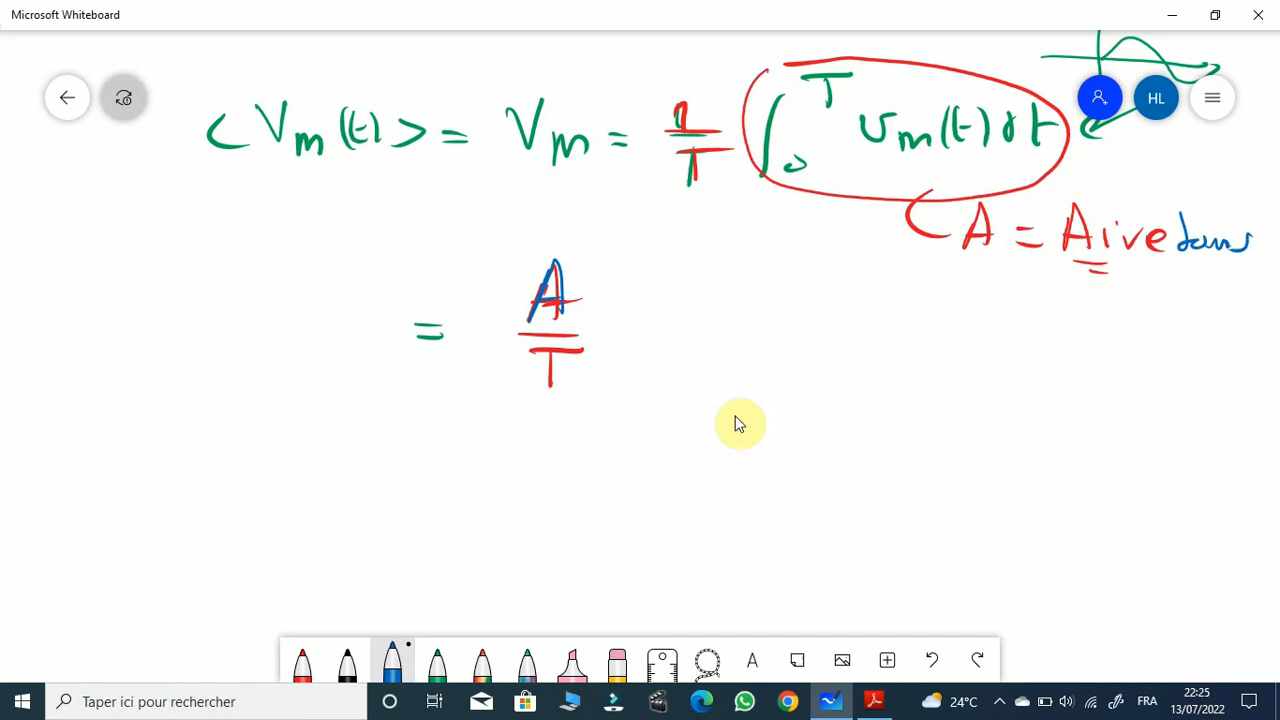 Microsoft Whiteboard
HL
< Vm(t) > = Vm = 1/T ∫₀ᵀ vm(t) dt
A = Aire dans
= A/T
A
Taper ici pour rechercher
24°C
FRA
22:25
13/07/2022